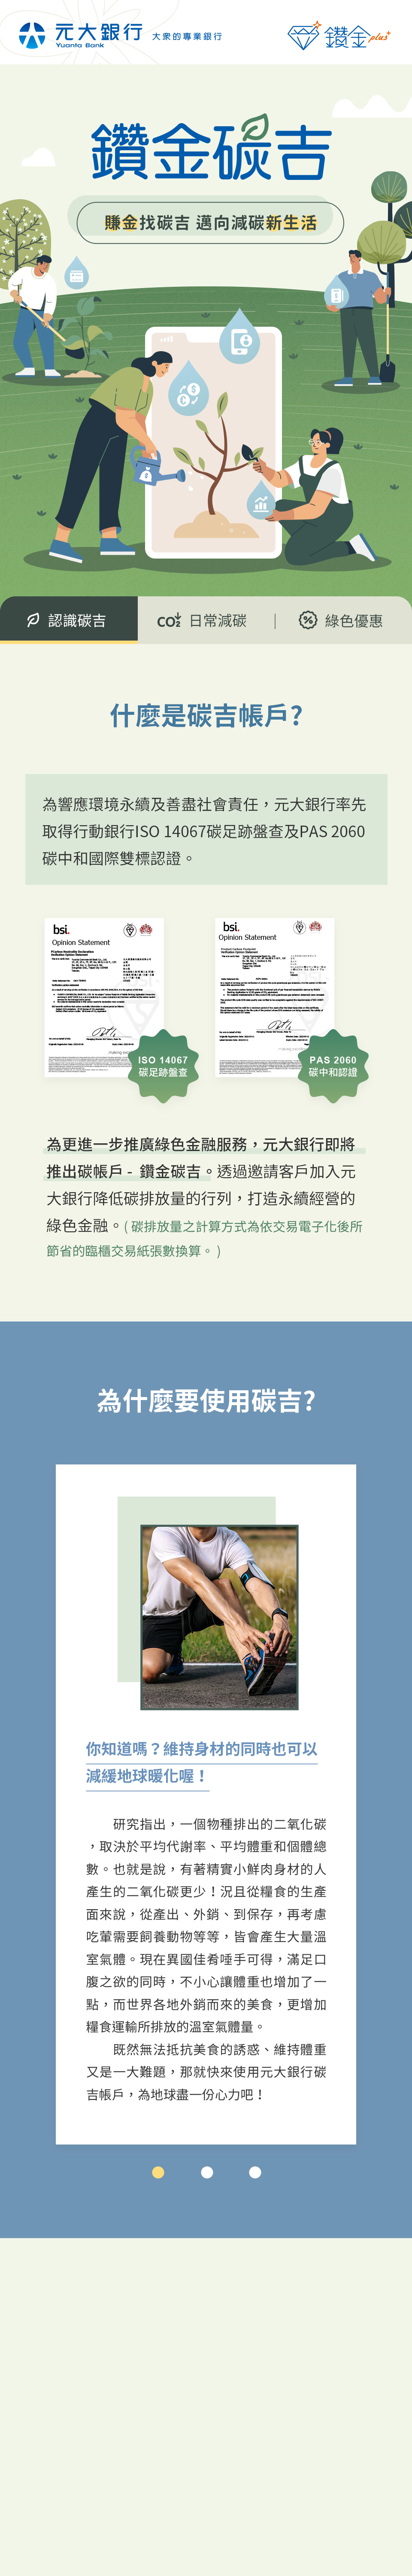 元大銀行
Yuanta Bank
大眾的專業銀行
鑽金plus
鑽金碳吉
賺金找碳吉 邁向減碳新生活
認識碳吉
CO2 日常減碳
綠色優惠
什麼是碳吉帳戶?
為響應環境永續及善盡社會責任，元大銀行率先
取得行動銀行ISO 14067碳足跡盤查及PAS 2060
碳中和國際雙標認證。
bsi.
Opinion Statement
ISO 14067
碳足跡盤查
bsi.
Opinion Statement
PAS 2060
碳中和認證
為更進一步推廣綠色金融服務，元大銀行即將
推出碳帳戶 - 鑽金碳吉。透過邀請客戶加入元
大銀行降低碳排放量的行列，打造永續經營的
綠色金融。( 碳排放量之計算方式為依交易電子化後所
節省的臨櫃交易紙張數換算。 )
為什麼要使用碳吉?
你知道嗎？維持身材的同時也可以
減緩地球暖化喔！
研究指出，一個物種排出的二氧化碳
，取決於平均代謝率、平均體重和個體總
數。也就是說，有著精實小鮮肉身材的人
產生的二氧化碳更少！況且從糧食的生產
面來說，從產出、外銷、到保存，再考慮
吃葷需要飼養動物等等，皆會產生大量溫
室氣體。現在異國佳肴唾手可得，滿足口
腹之欲的同時，不小心讓體重也增加了一
點，而世界各地外銷而來的美食，更增加
糧食運輸所排放的溫室氣體量。
既然無法抵抗美食的誘惑、維持體重
又是一大難題，那就快來使用元大銀行碳
吉帳戶，為地球盡一份心力吧！